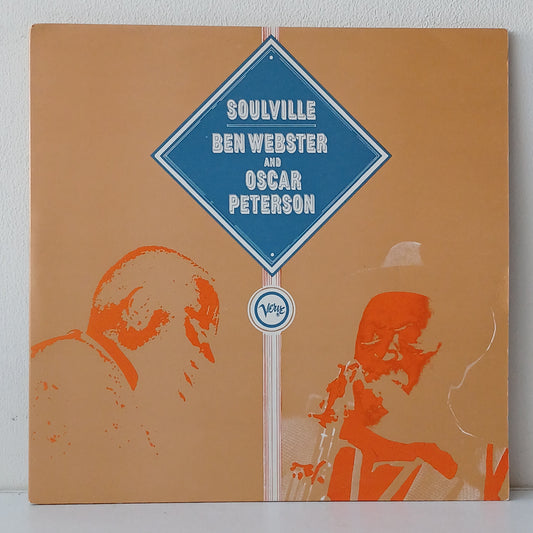 SOULVILLE
BEN WEBSTER
AND
OSCAR
PETERSON
Verve